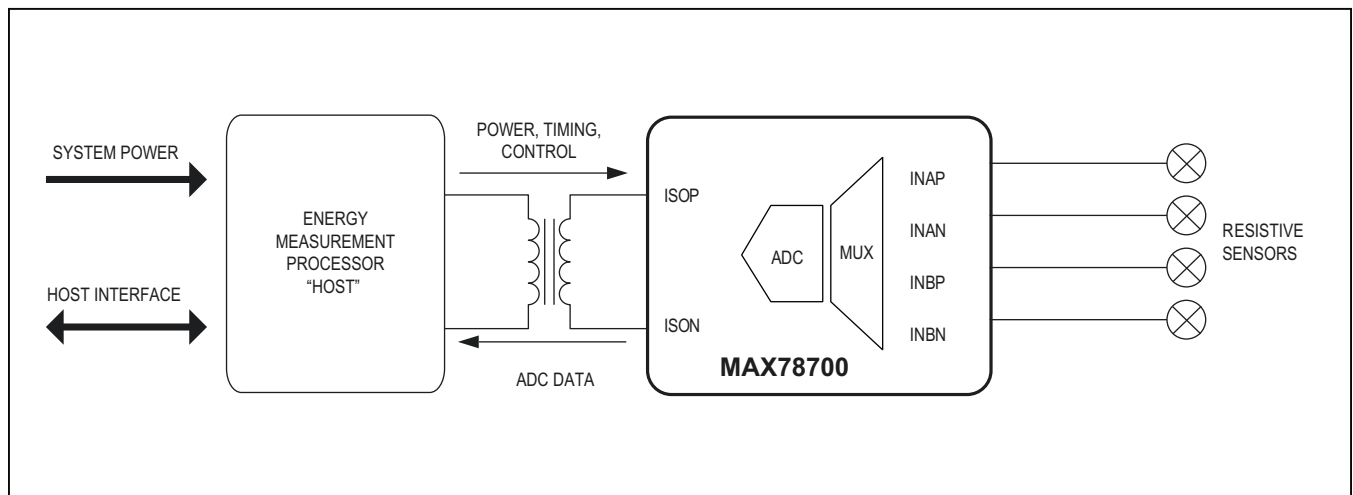 SYSTEM POWER
HOST INTERFACE
ENERGY
MEASUREMENT
PROCESSOR
“HOST”
POWER, TIMING,
CONTROL
ADC DATA
ISOP
ISON
ADC
MUX
INAP
INAN
INBP
INBN
MAX78700
RESISTIVE
SENSORS